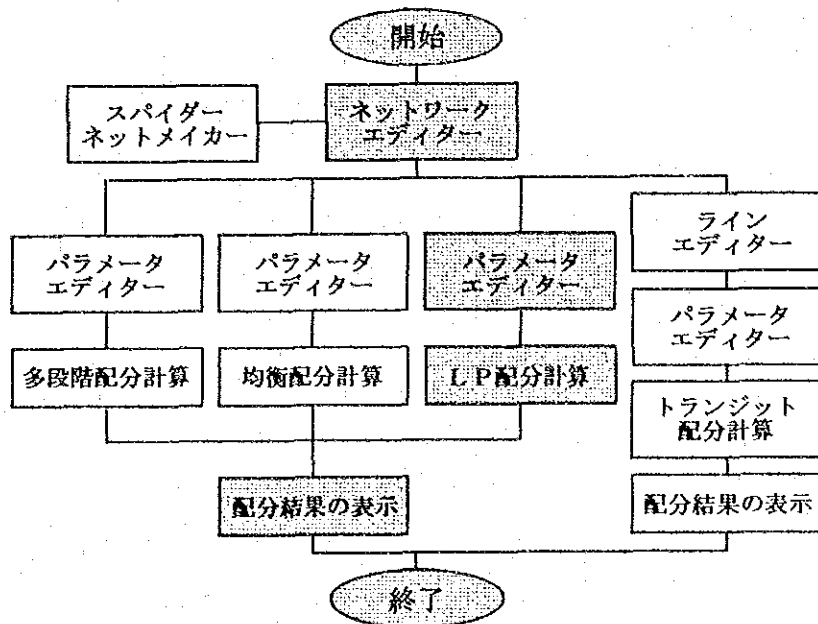 開始
スパイダー
ネットメイカー
ネットワーク
エディター
パラメータ
エディター
パラメータ
エディター
パラメータ
エディター
ライン
エディター
パラメータ
エディター
多段階配分計算
均衡配分計算
LP配分計算
トランジット
配分計算
配分結果の表示
配分結果の表示
終了